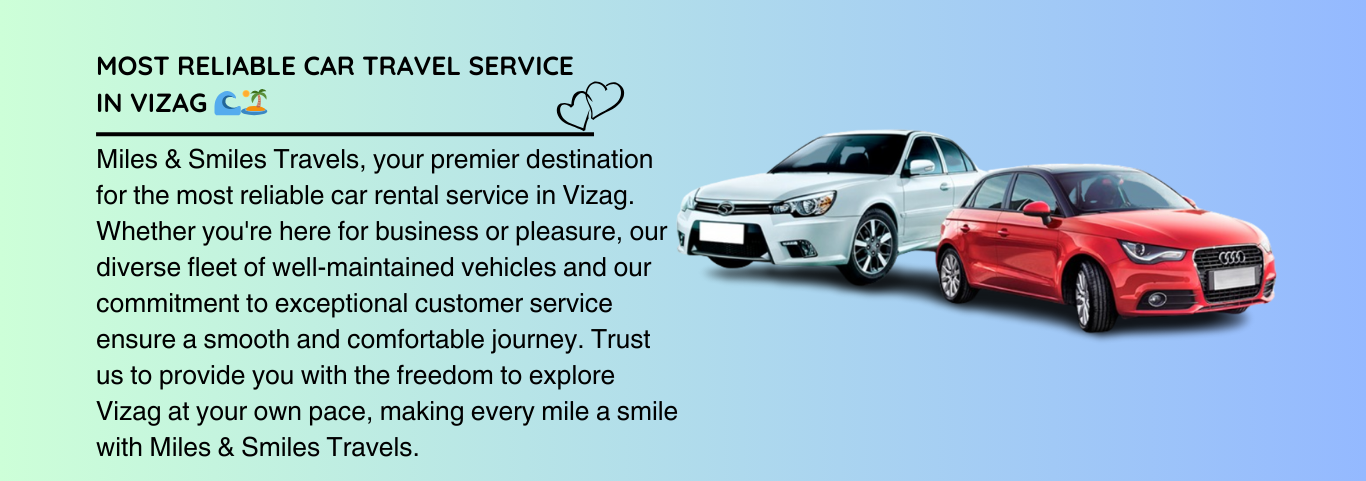 MOST RELIABLE CAR TRAVEL SERVICE
IN VIZAG 🌊🏝️
Miles & Smiles Travels, your premier destination
for the most reliable car rental service in Vizag.
Whether you're here for business or pleasure, our
diverse fleet of well-maintained vehicles and our
commitment to exceptional customer service
ensure a smooth and comfortable journey. Trust
us to provide you with the freedom to explore
Vizag at your own pace, making every mile a smile
with Miles & Smiles Travels.